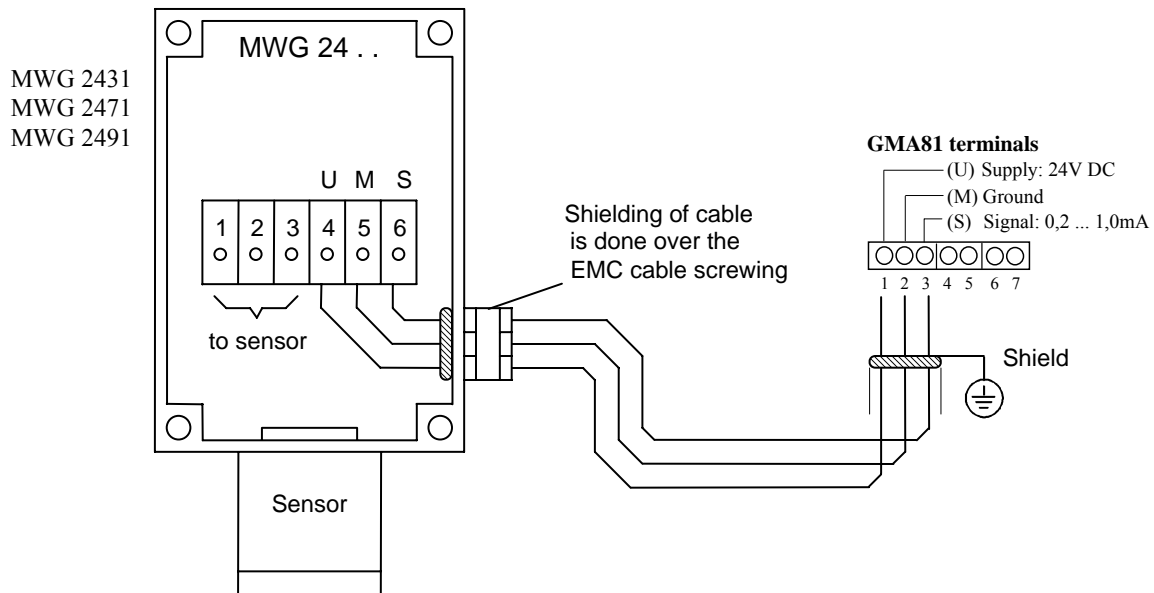 MWG 24 . .
MWG 2431
MWG 2471
MWG 2491
U M S
1 2 3 4 5 6
to sensor
Sensor
Shielding of cable
is done over the
EMC cable screwing
GMA81 terminals
(U) Supply: 24V DC
(M) Ground
(S) Signal: 0,2 ... 1,0mA
1 2 3 4 5 6 7
Shield